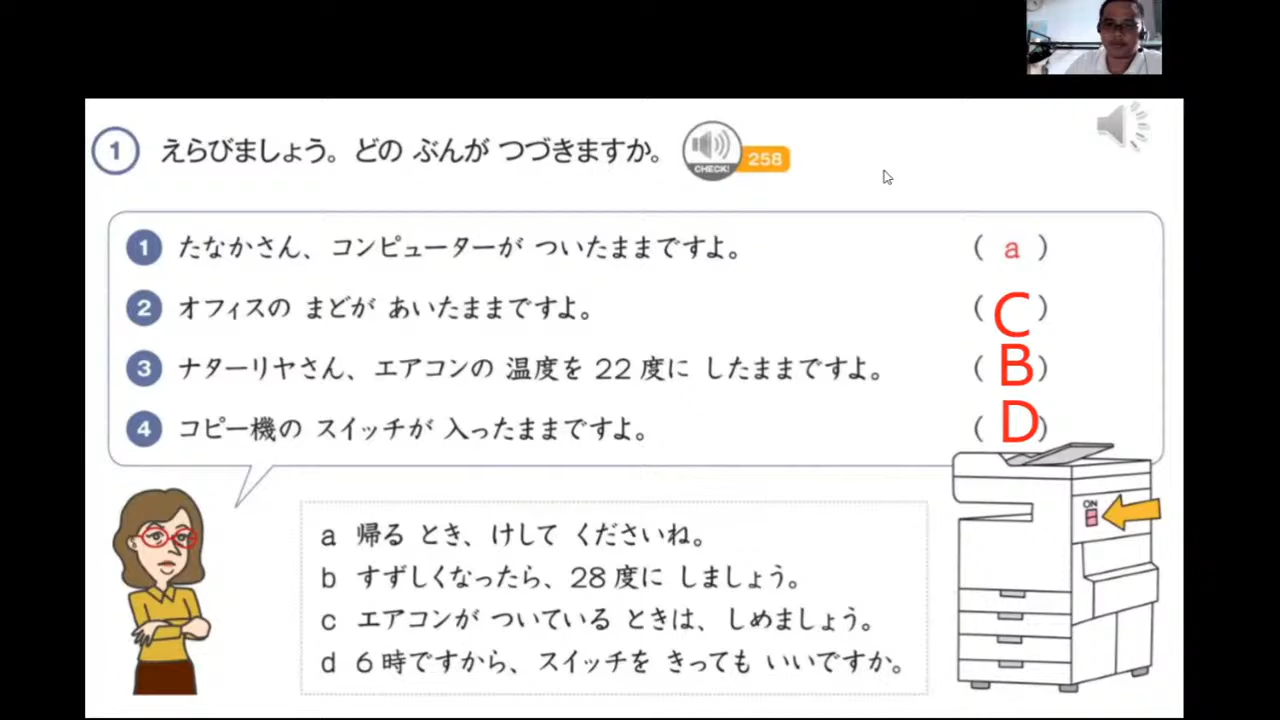 1 えらびましょう。どの ぶんが つづきますか。 CHECK! 258
1 たなかさん、コンピューターが ついたままですよ。 ( a )
2 オフィスの まどが あいたままですよ。 ( C )
3 ナターリヤさん、エアコンの 温度を 22 度に したままですよ。 ( B )
4 コピー機の スイッチが 入ったままですよ。 ( D )
ON
a 帰る とき、けして くださいね。
b すずしくなったら、28 度に しましょう。
c エアコンが ついている ときは、しめましょう。
d 6 時ですから、スイッチを きっても いいですか。